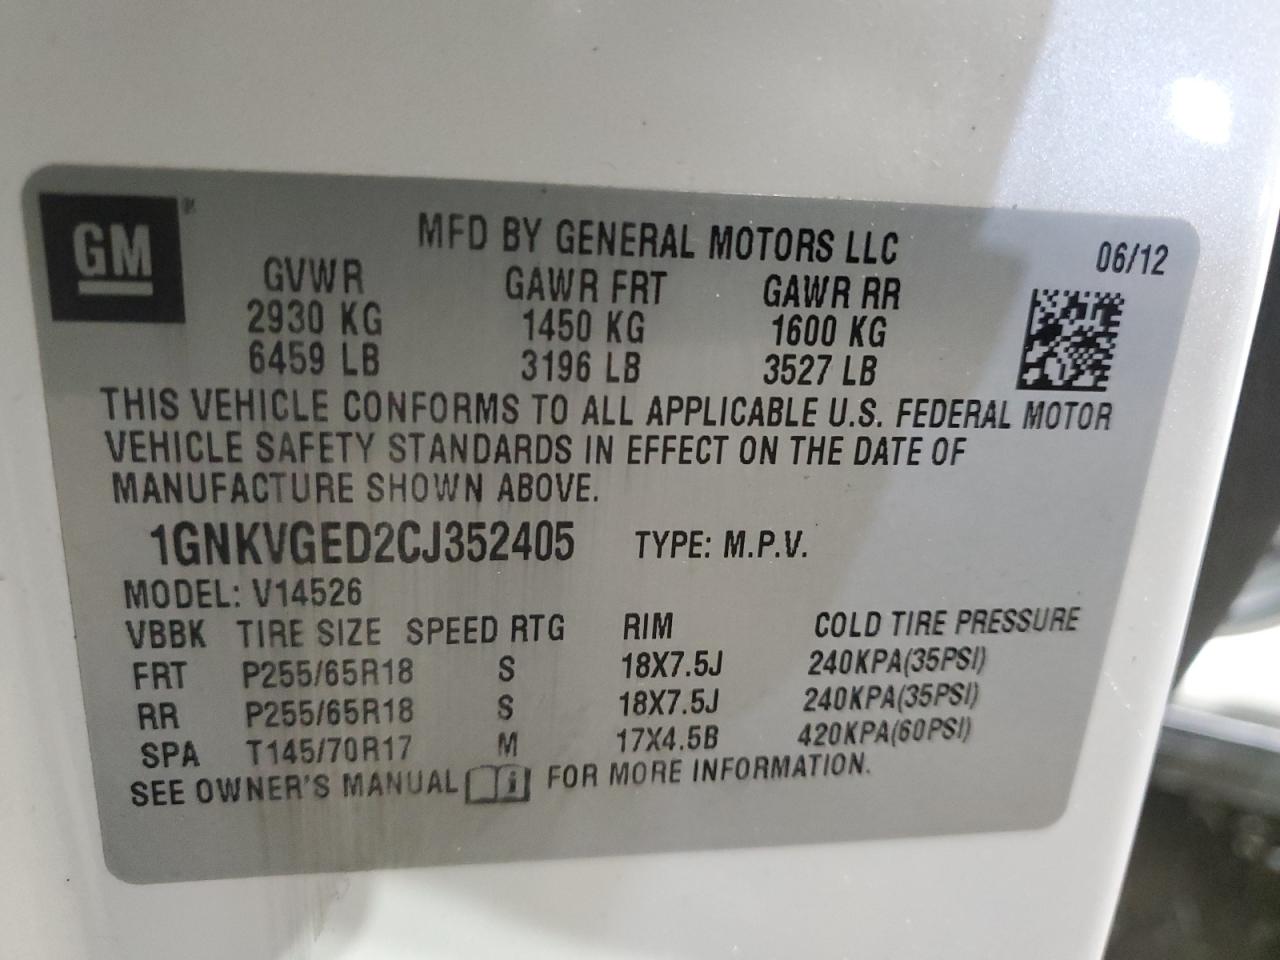 GM
MFD BY GENERAL MOTORS LLC 06/12
GVWR GAWR FRT GAWR RR
2930 KG 1450 KG 1600 KG
6459 LB 3196 LB 3527 LB
THIS VEHICLE CONFORMS TO ALL APPLICABLE U.S. FEDERAL MOTOR
VEHICLE SAFETY STANDARDS IN EFFECT ON THE DATE OF
MANUFACTURE SHOWN ABOVE.
1GNKVGED2CJ352405 TYPE: M.P.V.
MODEL: V14526
VBBK TIRE SIZE SPEED RTG RIM COLD TIRE PRESSURE
FRT P255/65R18 S 18X7.5J 240KPA(35PSI)
RR P255/65R18 S 18X7.5J 240KPA(35PSI)
SPA T145/70R17 M 17X4.5B 420KPA(60PSI)
SEE OWNER'S MANUAL i FOR MORE INFORMATION.